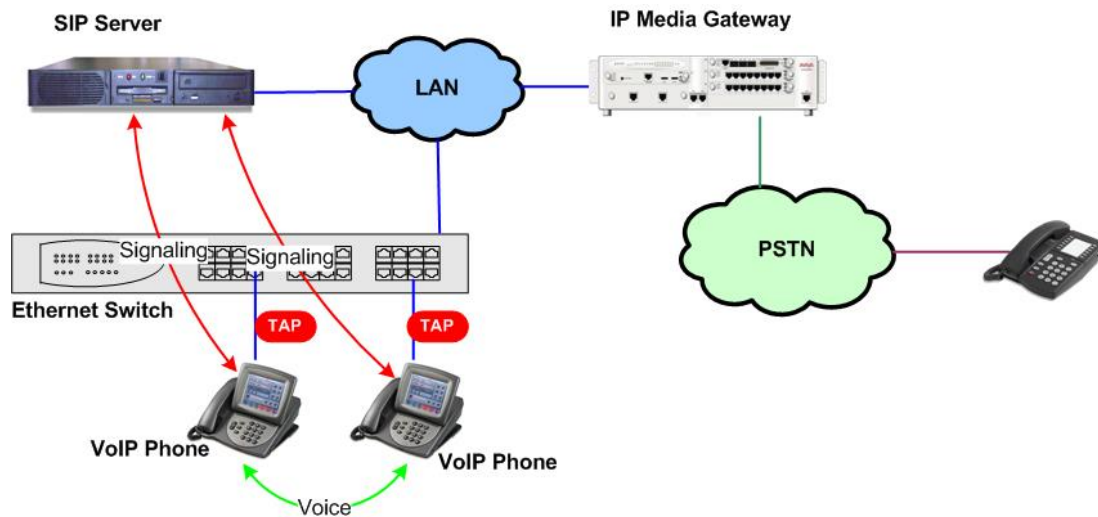 SIP Server
IP Media Gateway
LAN
Signaling
Signaling
Ethernet Switch
PSTN
TAP
TAP
VoIP Phone
VoIP Phone
Voice